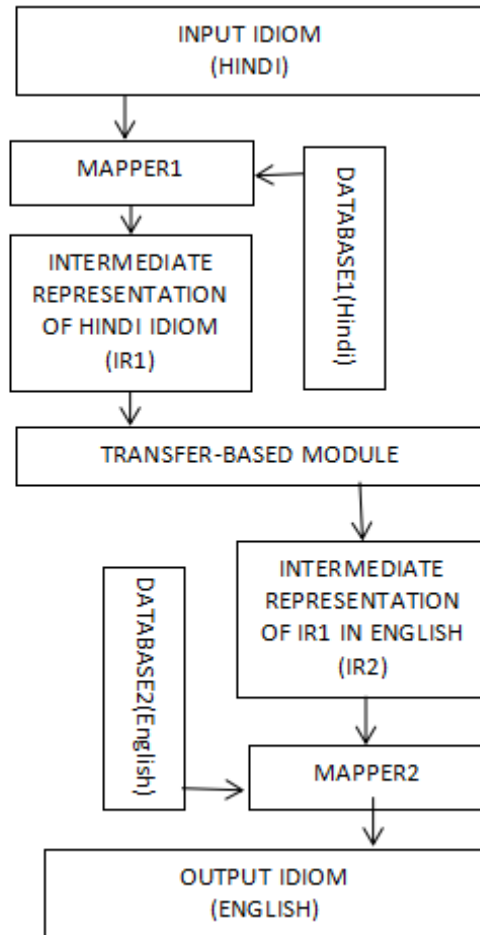 INPUT IDIOM
(HINDI)
MAPPER1
DATABASE1(Hindi)
INTERMEDIATE
REPRESENTATION
OF HINDI IDIOM
(IR1)
TRANSFER-BASED MODULE
INTERMEDIATE
REPRESENTATION
OF IR1 IN ENGLISH
(IR2)
DATABASE2(English)
MAPPER2
OUTPUT IDIOM
(ENGLISH)